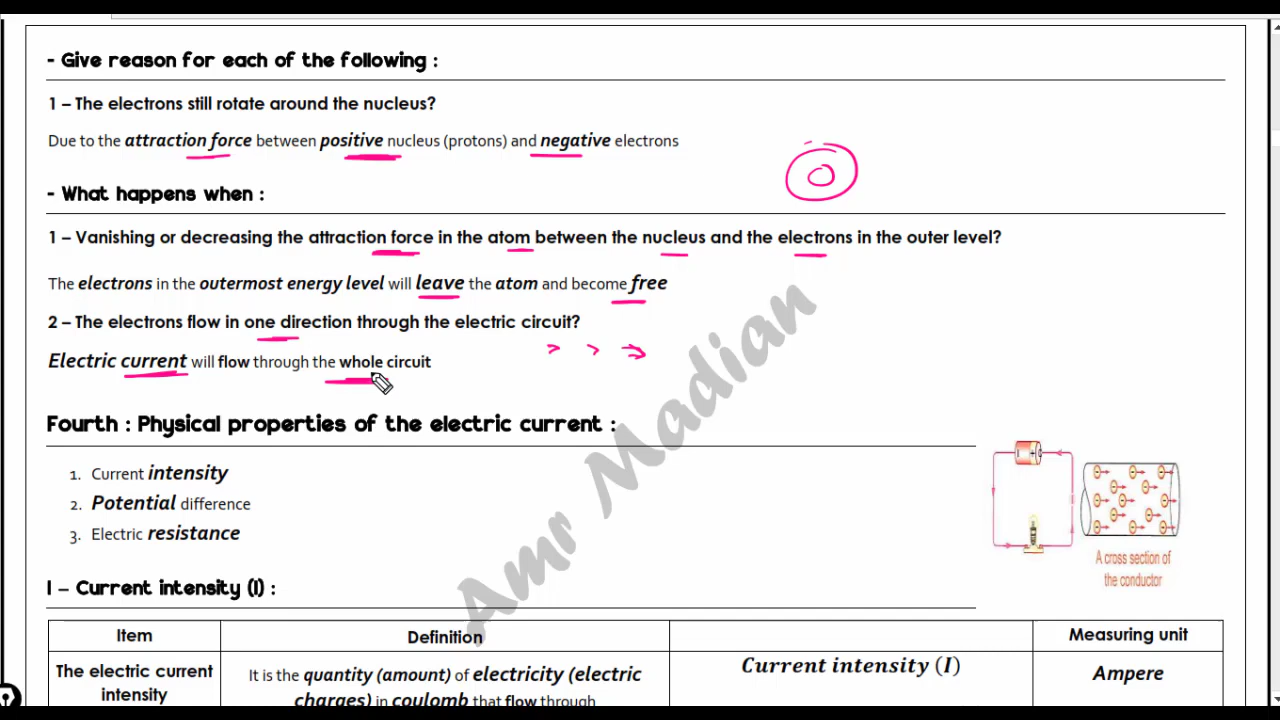 - Give reason for each of the following :
1 – The electrons still rotate around the nucleus?
Due to the attraction force between positive nucleus (protons) and negative electrons
- What happens when :
1 – Vanishing or decreasing the attraction force in the atom between the nucleus and the electrons in the outer level?
The electrons in the outermost energy level will leave the atom and become free
2 – The electrons flow in one direction through the electric circuit?
Electric current will flow through the whole circuit
Fourth : Physical properties of the electric current :
1. Current intensity
2. Potential difference
3. Electric resistance
A cross section of
the conductor
I – Current intensity (I) :
Item Definition Measuring unit
The electric current
intensity
It is the quantity (amount) of electricity (electric
charges) in coulomb that flow through
Current intensity (I)
Ampere
Amr Madian